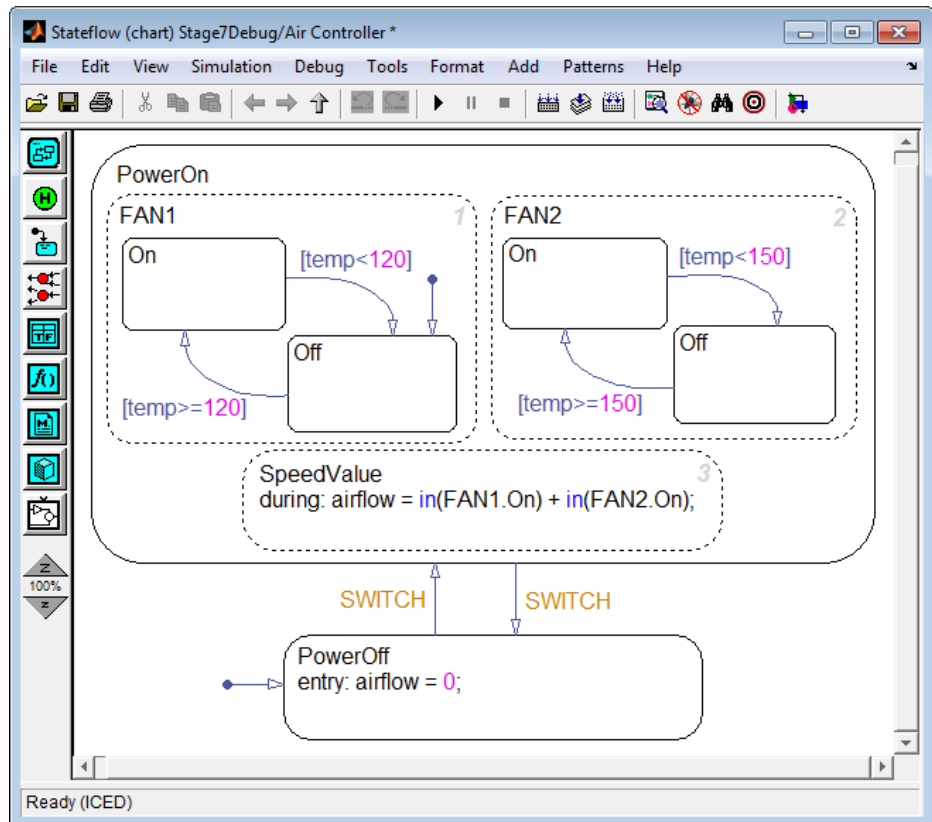 Stateflow (chart) Stage7Debug/Air Controller *
File Edit View Simulation Debug Tools Format Add Patterns Help
PowerOn
FAN1 1
On
[temp<120]
Off
[temp>=120]
FAN2 2
On
[temp<150]
Off
[temp>=150]
SpeedValue 3
during: airflow = in(FAN1.On) + in(FAN2.On);
SWITCH
SWITCH
PowerOff
entry: airflow = 0;
H
TF
f()
M
Z
100%
z
Ready (ICED)